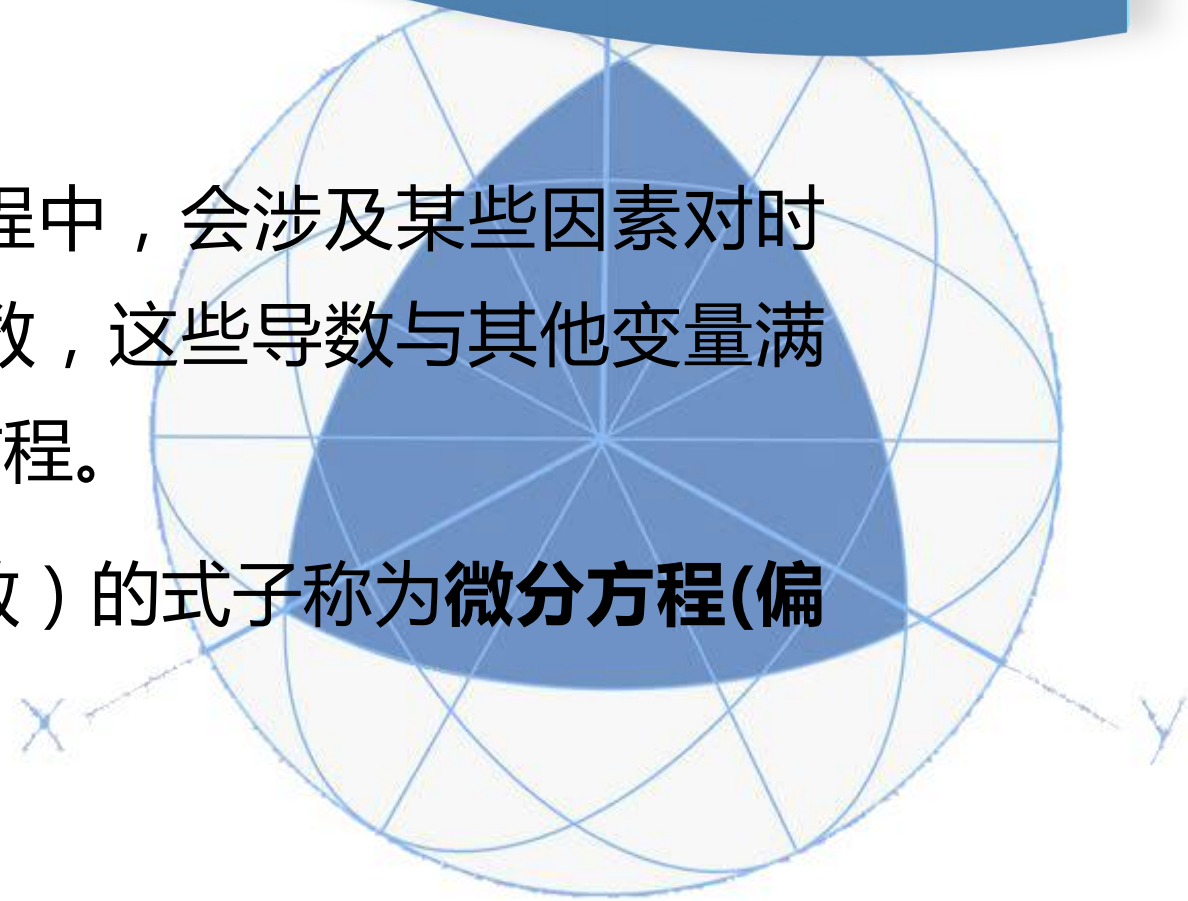 程中，会涉及某些因素对时
数，这些导数与其他变量满
方程。
数）的式子称为微分方程(偏
X
y